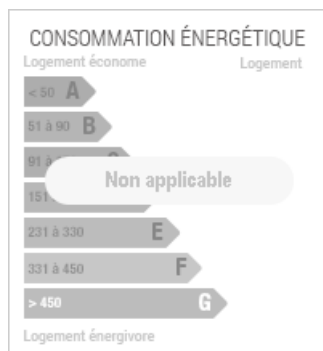 CONSOMMATION ÉNERGÉTIQUE
Logement économe Logement
< 50 A
51 à 90 B
91 à
Non applicable
151
231 à 330 E
331 à 450 F
> 450 G
Logement énergivore